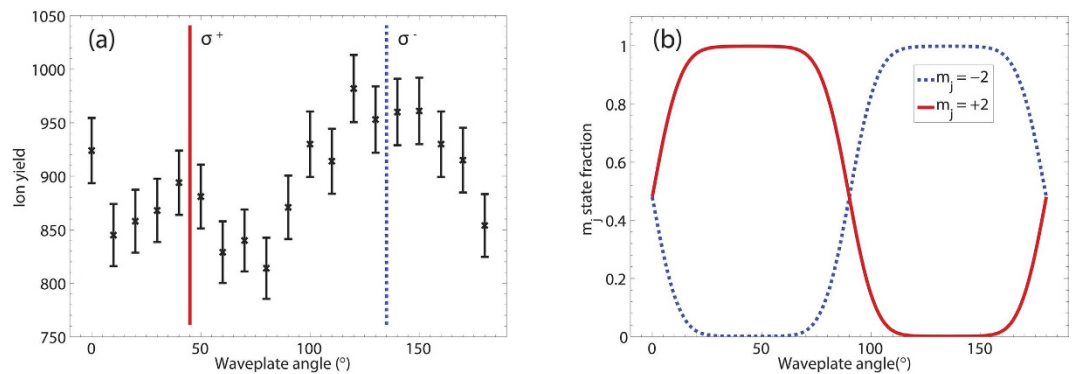 (a)
σ+
σ-
1050
1000
950
900
850
800
750
Ion yield
0
50
100
150
Waveplate angle (°)
(b)
1
0.8
0.6
0.4
0.2
0
mj state fraction
mj = −2
mj = +2
0
50
100
150
Waveplate angle(°)